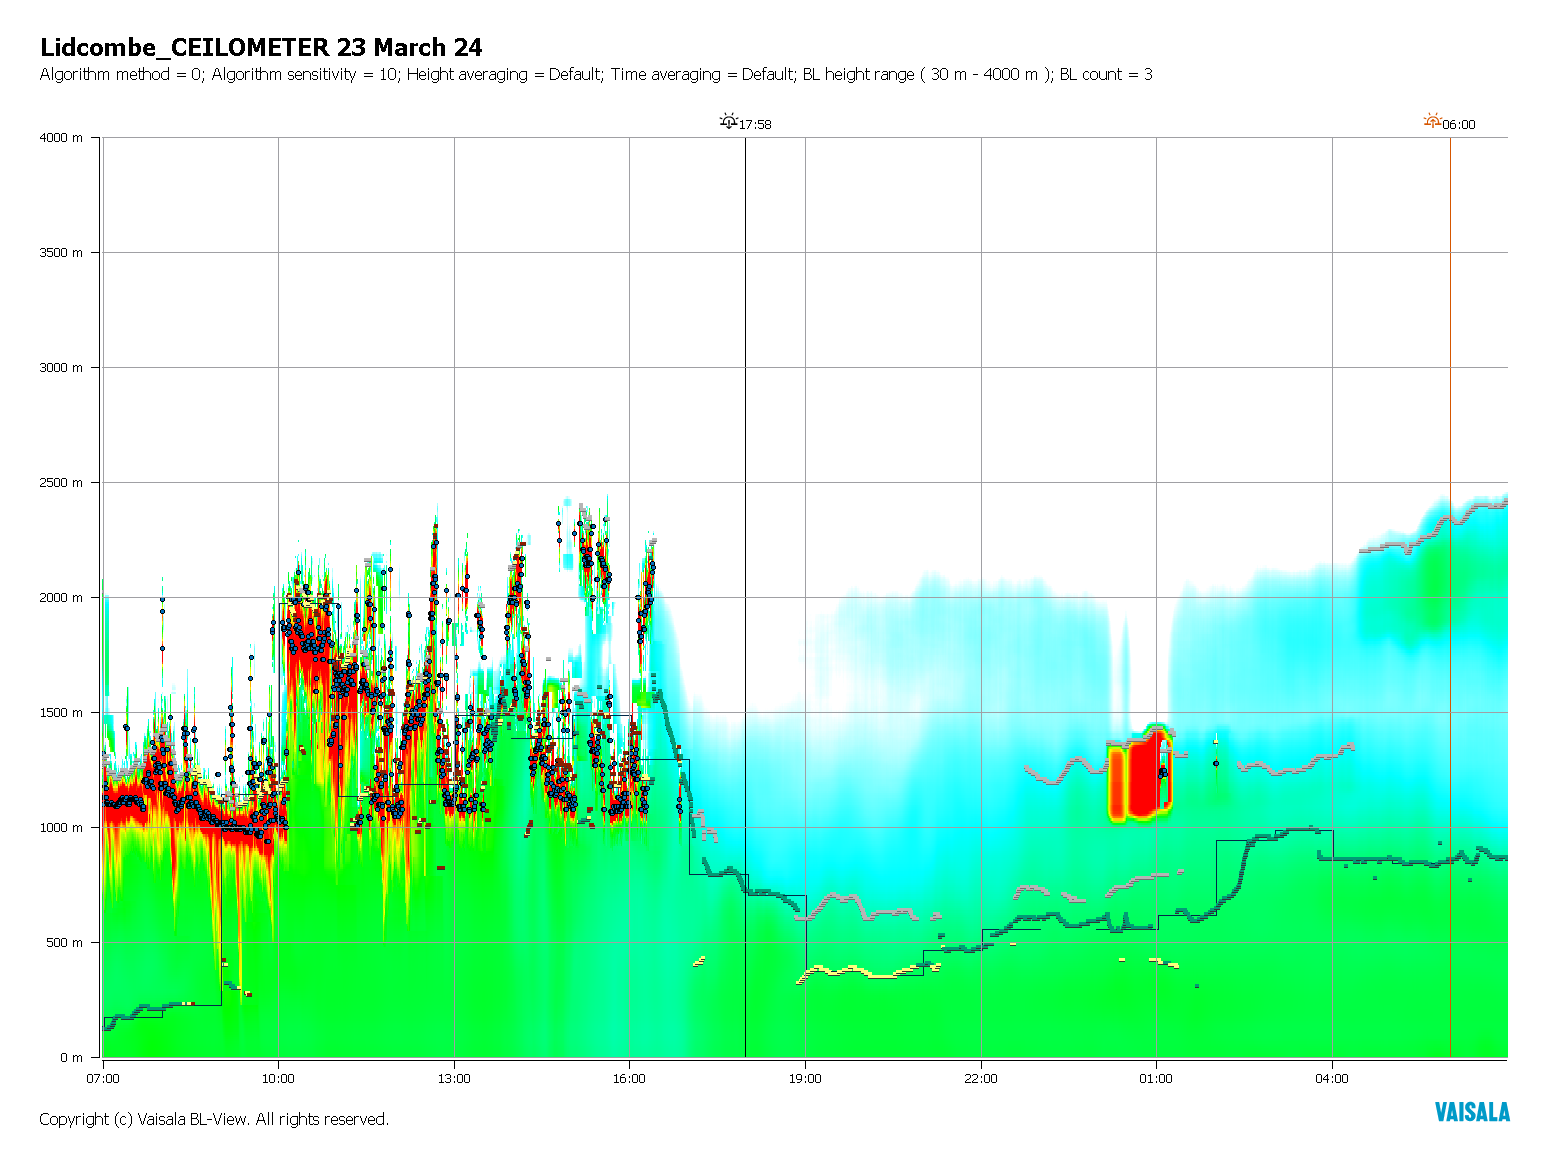 Lidcombe_CEILOMETER 23 March 24
Algorithm method = 0; Algorithm sensitivity = 10; Height averaging = Default; Time averaging = Default; BL height range ( 30 m - 4000 m ); BL count = 3
17:58
06:00
4000 m
3500 m
3000 m
2500 m
2000 m
1500 m
1000 m
500 m
0 m
07:00 10:00 13:00 16:00 19:00 22:00 01:00 04:00
Copyright (c) Vaisala BL-View. All rights reserved.
VAISALA